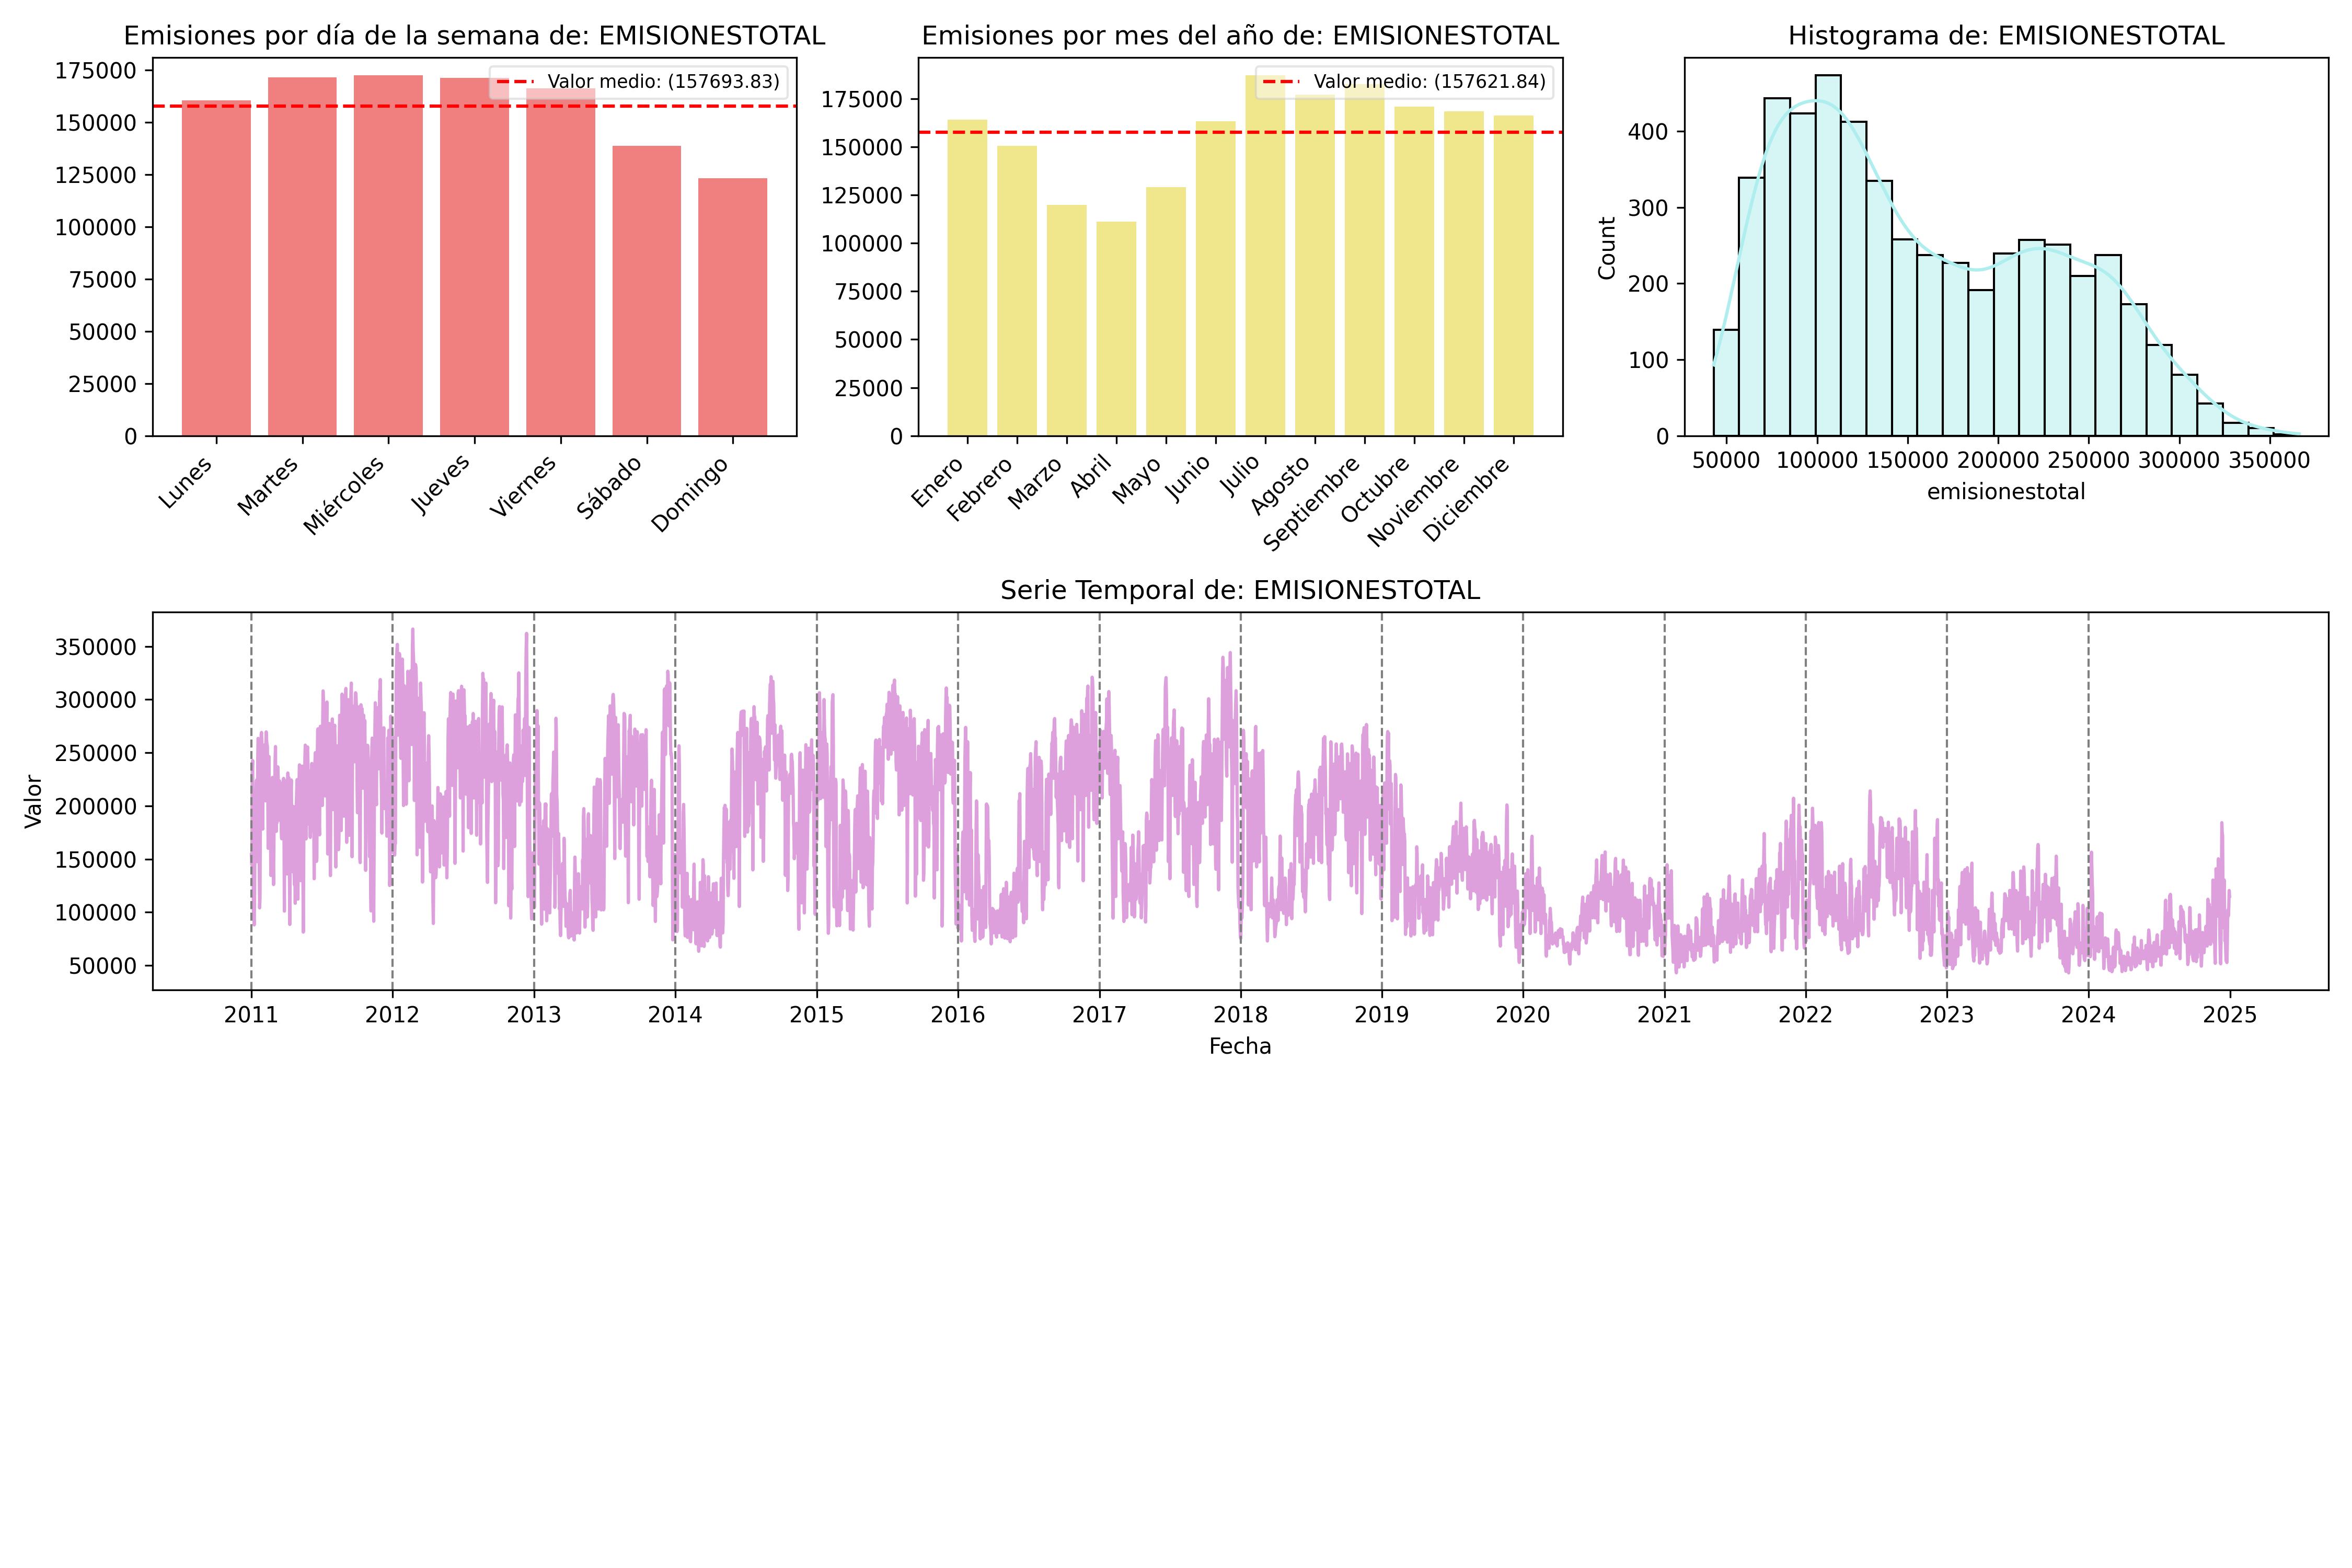 Emisiones por día de la semana de: EMISIONESTOTAL
175000
150000
125000
100000
75000
50000
25000
0
Valor medio: (157693.83)
Lunes
Martes
Miércoles
Jueves
Viernes
Sábado
Domingo
Emisiones por mes del año de: EMISIONESTOTAL
175000
150000
125000
100000
75000
50000
25000
0
Valor medio: (157621.84)
Enero
Febrero
Marzo
Abril
Mayo
Junio
Julio
Agosto
Septiembre
Octubre
Noviembre
Diciembre
Histograma de: EMISIONESTOTAL
Count
400
300
200
100
0
50000 100000 150000 200000 250000 300000 350000
emisionestotal
Serie Temporal de: EMISIONESTOTAL
Valor
350000
300000
250000
200000
150000
100000
50000
2011 2012 2013 2014 2015 2016 2017 2018 2019 2020 2021 2022 2023 2024 2025
Fecha